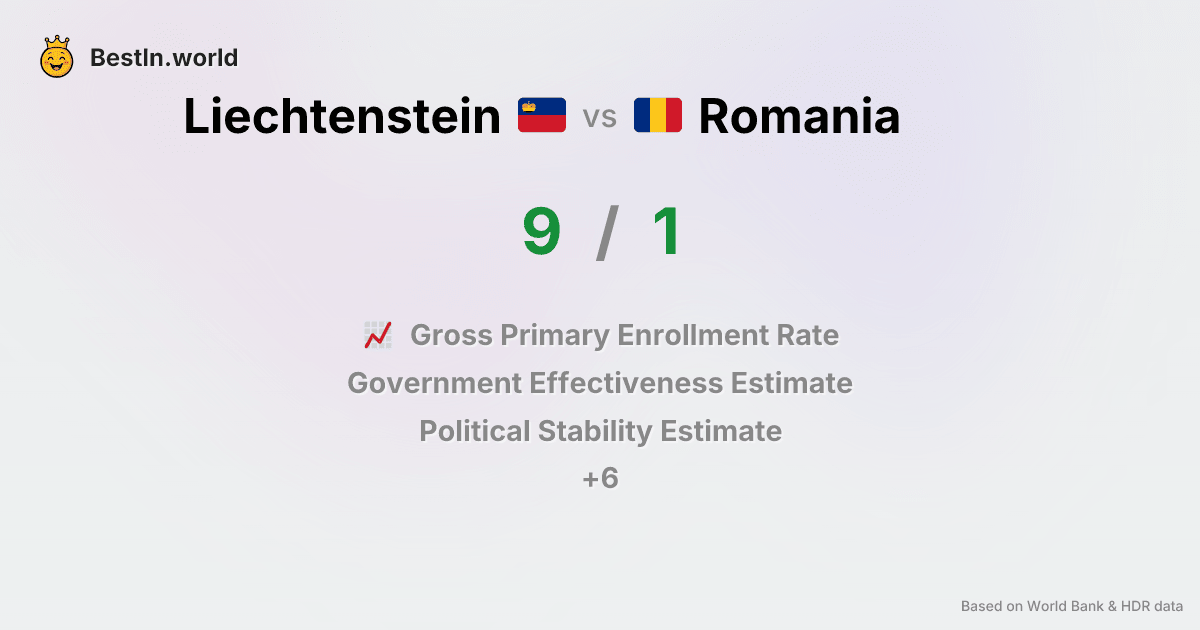 BestIn.world
Liechtenstein vs Romania
9 / 1
Gross Primary Enrollment Rate
Government Effectiveness Estimate
Political Stability Estimate
+6
Based on World Bank & HDR data